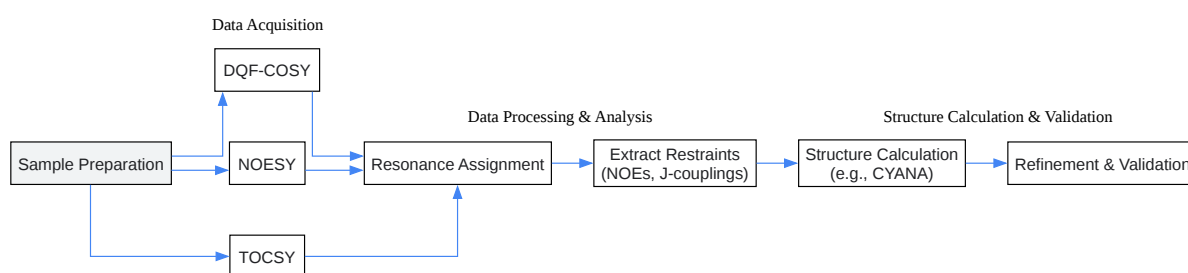 Data Acquisition
DQF-COSY
Data Processing & Analysis
Structure Calculation & Validation
Sample Preparation
NOESY
Resonance Assignment
Extract Restraints
(NOEs, J-couplings)
Structure Calculation
(e.g., CYANA)
Refinement & Validation
TOCSY